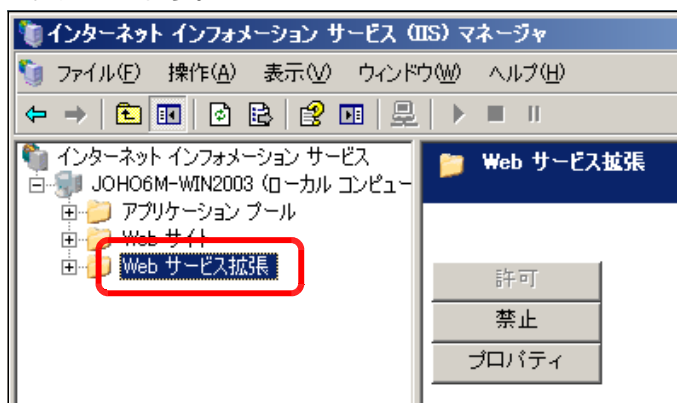 インターネット インフォメーション サービス (IIS) マネージャ
ファイル(F) 操作(A) 表示(V) ウィンドウ(W) ヘルプ(H)
インターネット インフォメーション サービス
JOHO6M-WIN2003 (ローカル コンピュー
アプリケーション プール
Web サイト
Web サービス拡張
Web サービス拡張
許可
禁止
プロパティ